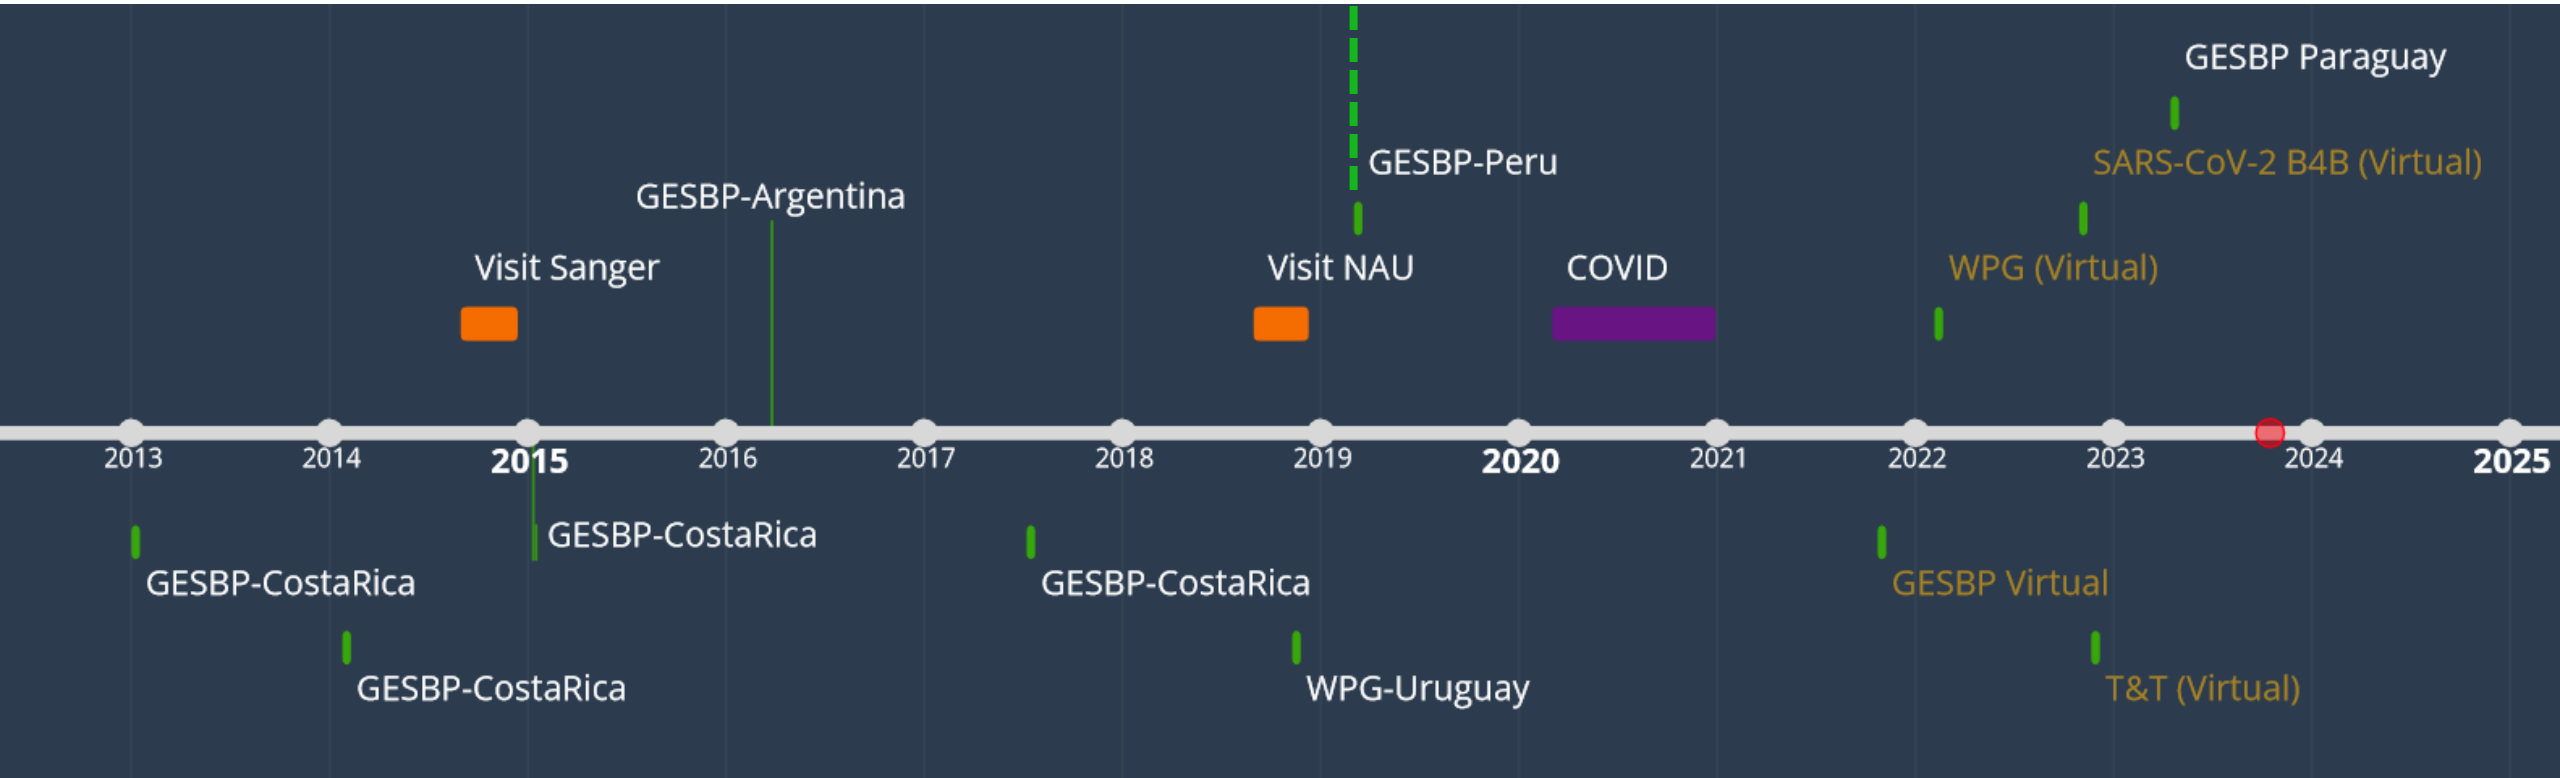 GESBP Paraguay
GESBP-Peru
SARS-CoV-2 B4B (Virtual)
GESBP-Argentina
Visit Sanger
Visit NAU
COVID
WPG (Virtual)
2013
2014
2015
2016
2017
2018
2019
2020
2021
2022
2023
2024
2025
GESBP-CostaRica
GESBP-CostaRica
GESBP-CostaRica
GESBP Virtual
GESBP-CostaRica
WPG-Uruguay
T&T (Virtual)